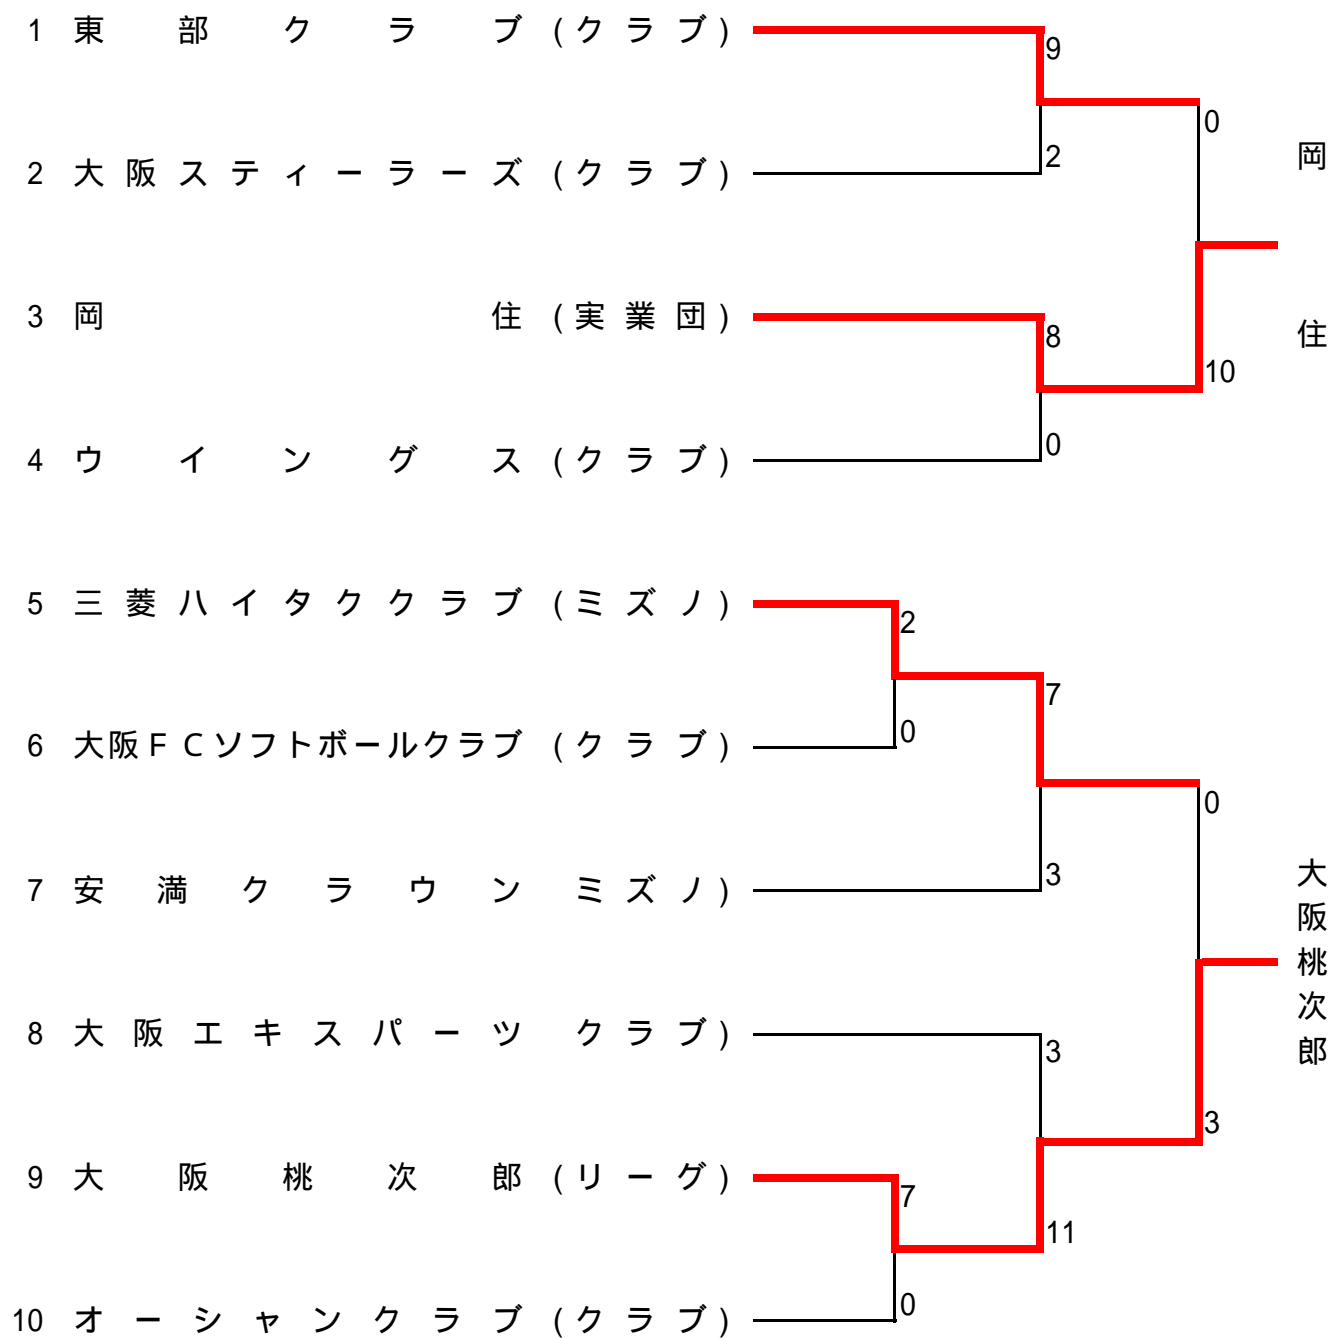 1 東部クラブ (クラブ)
9
0
2
2 大阪スティーラーズ (クラブ)
岡住
3 岡住 (実業団)
8
10
0
4 ウイングス (クラブ)
5 三菱ハイタククラブ (ミズノ)
2
7
0
6 大阪FCソフトボールクラブ (クラブ)
0
3
7 安満クラウン ミズノ)
大阪桃次郎
8 大阪エキスパーツ クラブ)
3
3
9 大阪桃次郎 (リーグ)
7
11
0
10 オーシャンクラブ (クラブ)